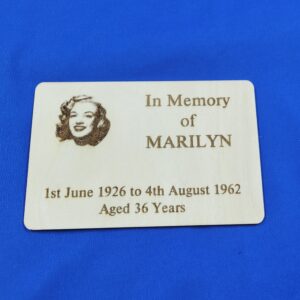 In Memory
of
MARILYN
1st June 1926 to 4th August 1962
Aged 36 Years